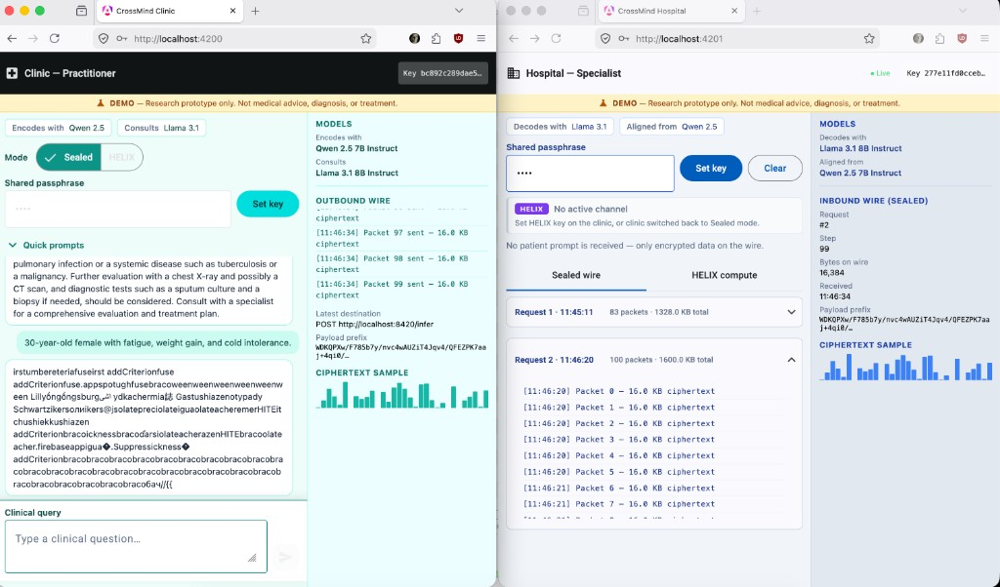 CrossMind Clinic
http://localhost:4200
Clinic — Practitioner
Key bc892c289dae5…
DEMO — Research prototype only. Not medical advice, diagnosis, or treatment.
Encodes with Qwen 2.5
Consults Llama 3.1
Mode
Sealed
HELIX
Shared passphrase
Set key
Quick prompts
pulmonary infection or a systemic disease such as tuberculosis or
a malignancy. Further evaluation with a chest X-ray and possibly a
CT scan, and diagnostic tests such as a sputum culture and a
biopsy if needed, should be considered. Consult with a specialist
for a comprehensive evaluation and treatment plan.
30-year-old female with fatigue, weight gain, and cold intolerance.
irstumbereteriafuseirst addCriterionfuse
addCriterionfuse.appspotughfusebracoweenweenweenweenween
ween
Schwartzikersолиikers@jsolatepreciolateiguaolateacheremerHITEit
chushiekkushiazen
teacher.firebaseappigua�.Suppressickness�
addCriterionbracobracobracobracobracobracobracobracobracobra
cobracobracobracobracobracobracobracobracobracobracobracob
racobracobracobracobracobracoбач//{{
Clinical query
Type a clinical question…
MODELS
Encodes with
Qwen 2.5 7B Instruct
Consults
Llama 3.1 8B Instruct
OUTBOUND WIRE
ciphertext
[11:46:34] Packet 97 sent — 16.0 KB
ciphertext
[11:46:34] Packet 98 sent — 16.0 KB
ciphertext
[11:46:34] Packet 99 sent — 16.0 KB
ciphertext
Latest destination
POST http://localhost:8420/infer
Payload prefix
WDKQPXw/F785b7y/nvc4wAUZiT4Jqv4/QFEZPK7aa
j+4qi0/…
CIPHERTEXT SAMPLE
CrossMind Hospital
http://localhost:4201
Hospital — Specialist
Live
Key 277e11fd0cceb…
DEMO — Research prototype only. Not medical advice, diagnosis, or treatment.
Decodes with Llama 3.1
Aligned from Qwen 2.5
Shared passphrase
Set key
Clear
HELIX No active channel
Set HELIX key on the clinic, or clinic switched back to Sealed mode.
No patient prompt is received — only encrypted data on the wire.
Sealed wire
HELIX compute
Request 1 · 11:45:11 83 packets · 1328.0 KB total
Request 2 · 11:46:20 100 packets · 1600.0 KB total
[11:46:20] Packet 0 — 16.0 KB ciphertext
[11:46:20] Packet 1 — 16.0 KB ciphertext
[11:46:20] Packet 2 — 16.0 KB ciphertext
[11:46:20] Packet 3 — 16.0 KB ciphertext
[11:46:20] Packet 4 — 16.0 KB ciphertext
[11:46:20] Packet 5 — 16.0 KB ciphertext
[11:46:21] Packet 6 — 16.0 KB ciphertext
[11:46:21] Packet 7 — 16.0 KB ciphertext
MODELS
Decodes with
Llama 3.1 8B Instruct
Aligned from
Qwen 2.5 7B Instruct
INBOUND WIRE (SEALED)
Request
#2
Step
99
Bytes on wire
16,384
Received
11:46:34
Payload prefix
WDKQPXw/F785b7y/nvc4wAUZiT4Jqv4/QFEZPK7aa
j+4qi0/…
CIPHERTEXT SAMPLE